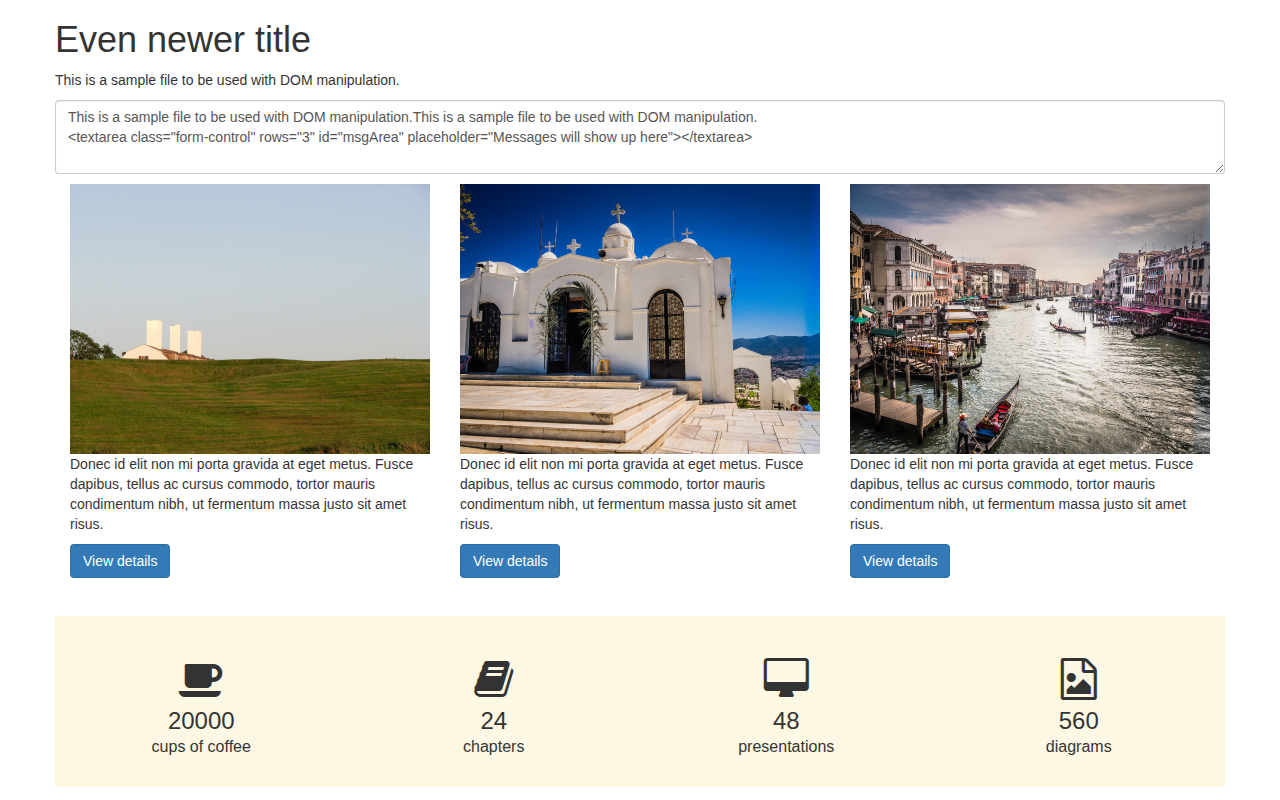 Even newer title
This is a sample file to be used with DOM manipulation.
This is a sample file to be used with DOM manipulation.This is a sample file to be used with DOM manipulation.
<textarea class="form-control" rows="3" id="msgArea" placeholder="Messages will show up here"></textarea>
Donec id elit non mi porta gravida at eget metus. Fusce
dapibus, tellus ac cursus commodo, tortor mauris
condimentum nibh, ut fermentum massa justo sit amet
risus.
View details
Donec id elit non mi porta gravida at eget metus. Fusce
dapibus, tellus ac cursus commodo, tortor mauris
condimentum nibh, ut fermentum massa justo sit amet
risus.
View details
Donec id elit non mi porta gravida at eget metus. Fusce
dapibus, tellus ac cursus commodo, tortor mauris
condimentum nibh, ut fermentum massa justo sit amet
risus.
View details
20000
cups of coffee
24
chapters
48
presentations
560
diagrams